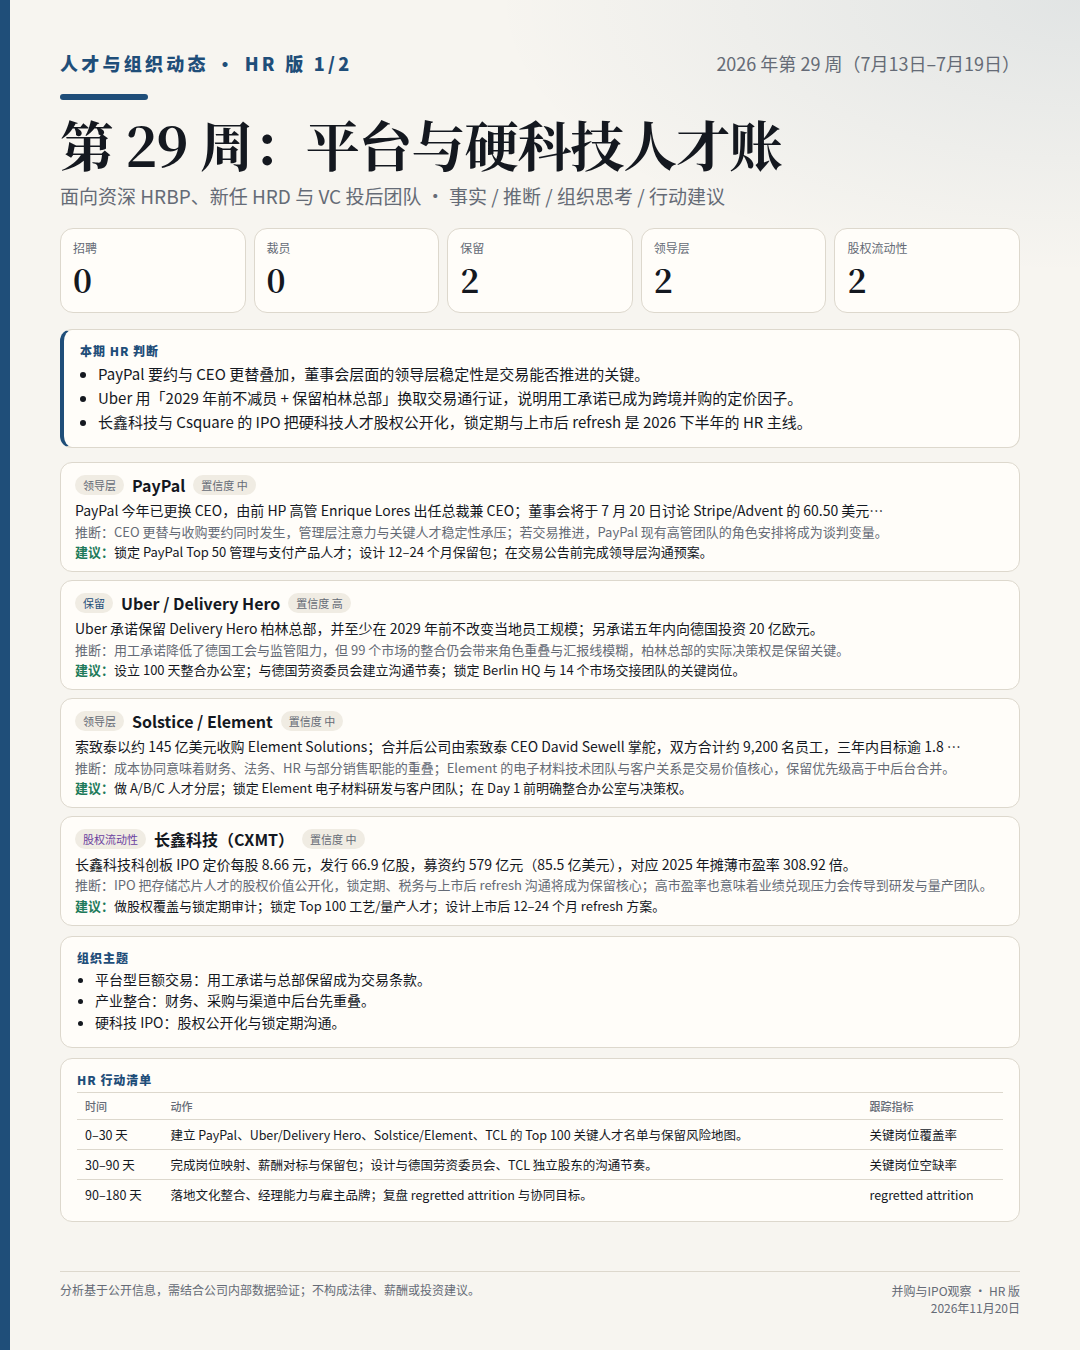 人才与组织动态 · HR 版 1/2
2026 年第 29 周（7月13日–7月19日）
第 29 周：平台与硬科技人才账
面向资深 HRBP、新任 HRD 与 VC 投后团队 · 事实 / 推断 / 组织思考 / 行动建议
招聘
0
裁员
0
保留
2
领导层
2
股权流动性
2
本期 HR 判断
• PayPal 要约与 CEO 更替叠加，董事会层面的领导层稳定性是交易能否推进的关键。
• Uber 用「2029 年前不减员 + 保留柏林总部」换取交易通行证，说明用工承诺已成为跨境并购的定价因子。
• 长鑫科技与 Csquare 的 IPO 把硬科技人才股权公开化，锁定期与上市后 refresh 是 2026 下半年的 HR 主线。
领导层 PayPal 置信度 中
PayPal 今年已更换 CEO，由前 HP 高管 Enrique Lores 出任总裁兼 CEO；董事会将于 7 月 20 日讨论 Stripe/Advent 的 60.50 美元…
推断：CEO 更替与收购要约同时发生，管理层注意力与关键人才稳定性承压；若交易推进，PayPal 现有高管团队的角色安排将成为谈判变量。
建议：锁定 PayPal Top 50 管理与支付产品人才；设计 12–24 个月保留包；在交易公告前完成领导层沟通预案。
保留 Uber / Delivery Hero 置信度 高
Uber 承诺保留 Delivery Hero 柏林总部，并至少在 2029 年前不改变当地员工规模；另承诺五年内向德国投资 20 亿欧元。
推断：用工承诺降低了德国工会与监管阻力，但 99 个市场的整合仍会带来角色重叠与汇报线模糊，柏林总部的实际决策权是保留关键。
建议：设立 100 天整合办公室；与德国劳资委员会建立沟通节奏；锁定 Berlin HQ 与 14 个市场交接团队的关键岗位。
领导层 Solstice / Element 置信度 中
索致泰以约 145 亿美元收购 Element Solutions；合并后公司由索致泰 CEO David Sewell 掌舵，双方合计约 9,200 名员工，三年内目标逾 1.8 …
推断：成本协同意味着财务、法务、HR 与部分销售职能的重叠；Element 的电子材料技术团队与客户关系是交易价值核心，保留优先级高于中后台合并。
建议：做 A/B/C 人才分层；锁定 Element 电子材料研发与客户团队；在 Day 1 前明确整合办公室与决策权。
股权流动性 长鑫科技（CXMT） 置信度 中
长鑫科技科创板 IPO 定价每股 8.66 元，发行 66.9 亿股，募资约 579 亿元（85.5 亿美元），对应 2025 年摊薄市盈率 308.92 倍。
推断：IPO 把存储芯片人才的股权价值公开化，锁定期、税务与上市后 refresh 沟通将成为保留核心；高市盈率也意味着业绩兑现压力会传导到研发与量产团队。
建议：做股权覆盖与锁定期审计；锁定 Top 100 工艺/量产人才；设计上市后 12–24 个月 refresh 方案。
组织主题
• 平台型巨额交易：用工承诺与总部保留成为交易条款。
• 产业整合：财务、采购与渠道中后台先重叠。
• 硬科技 IPO：股权公开化与锁定期沟通。
HR 行动清单
时间 动作 跟踪指标
0–30 天 建立 PayPal、Uber/Delivery Hero、Solstice/Element、TCL 的 Top 100 关键人才名单与保留风险地图。 关键岗位覆盖率
30–90 天 完成岗位映射、薪酬对标与保留包；设计与德国劳资委员会、TCL 独立股东的沟通节奏。 关键岗位空缺率
90–180 天 落地文化整合、经理能力与雇主品牌；复盘 regretted attrition 与协同目标。 regretted attrition
分析基于公开信息，需结合公司内部数据验证；不构成法律、薪酬或投资建议。
并购与IPO观察 · HR 版
2026年11月20日